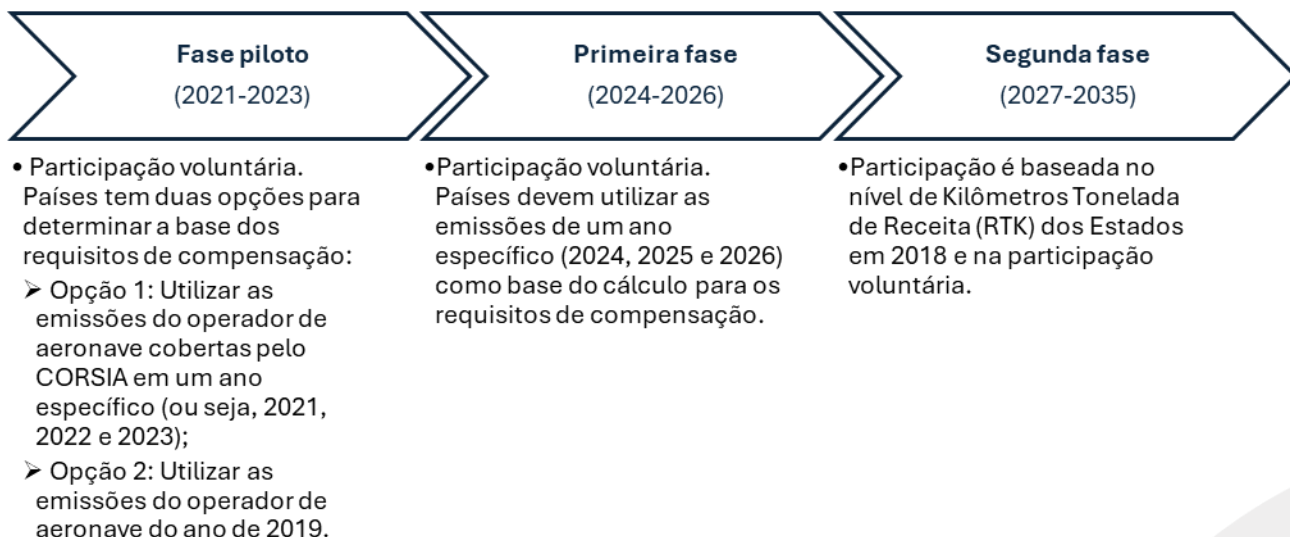 Fase piloto
(2021-2023)
• Participação voluntária.
Países tem duas opções para
determinar a base dos
requisitos de compensação:
➢ Opção 1: Utilizar as
emissões do operador de
aeronave cobertas pelo
CORSIA em um ano
específico (ou seja, 2021,
2022 e 2023);
➢ Opção 2: Utilizar as
emissões do operador de
aeronave do ano de 2019.
Primeira fase
(2024-2026)
•Participação voluntária.
Países devem utilizar as
emissões de um ano
específico (2024, 2025 e 2026)
como base do cálculo para os
requisitos de compensação.
Segunda fase
(2027-2035)
•Participação é baseada no
nível de Kilômetros Tonelada
de Receita (RTK) dos Estados
em 2018 e na participação
voluntária.